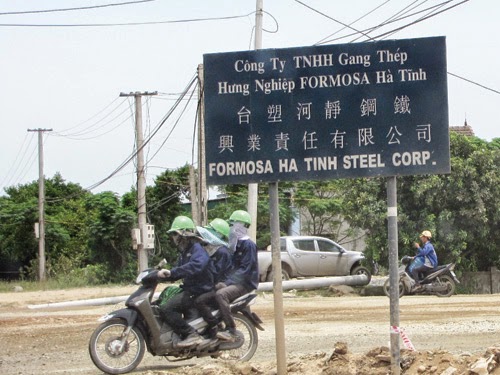 Công Ty TNHH Gang Thép
Hưng Nghiệp FORMOSA Hà Tĩnh
台塑河靜鋼鐵
興業責任有限公司
FORMOSA HA TINH STEEL CORP.